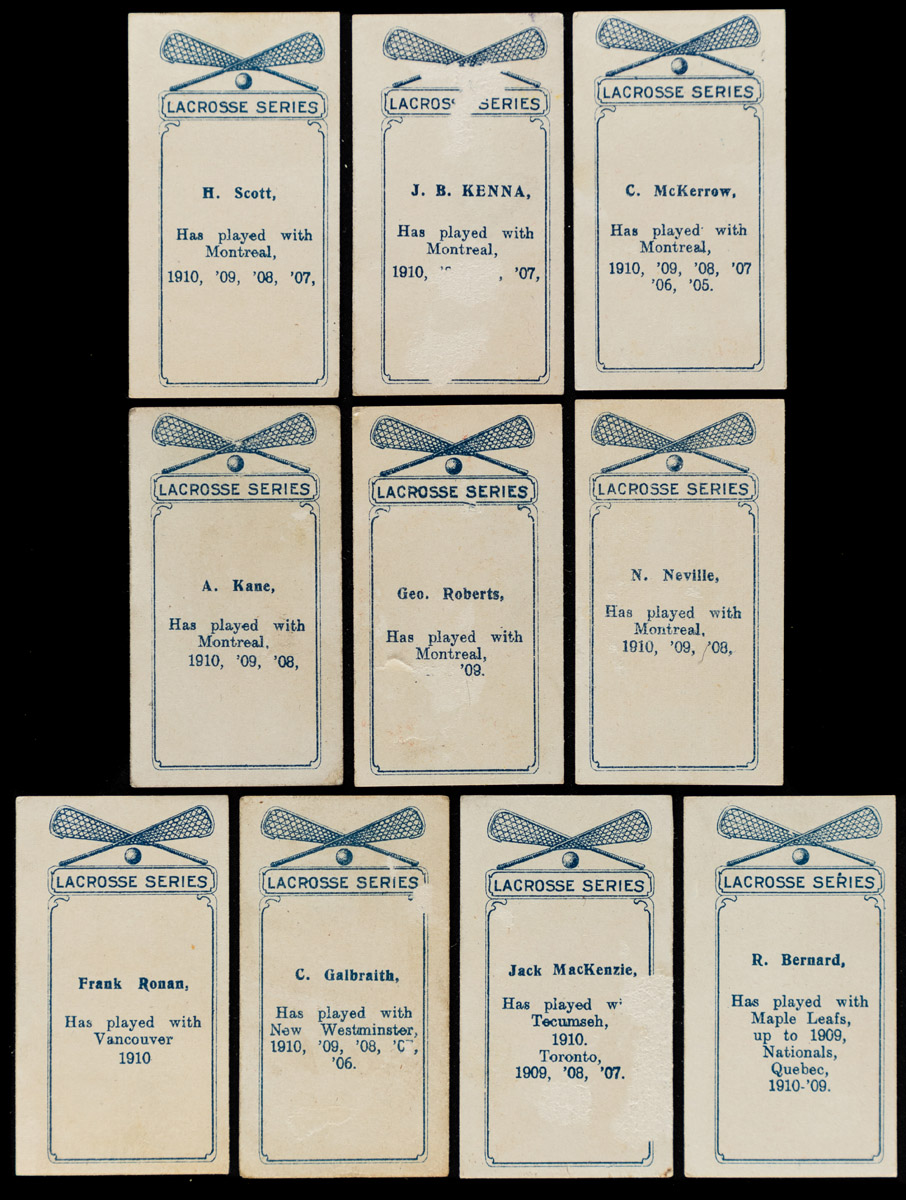 LACROSSE SERIES
H. Scott,
Has played with
Montreal,
1910, '09, '08, '07,
SERIES
J. B. KENNA,
Has played with
Montreal,
1910, '07,
LACROSSE SERIES
C. McKerrow,
Has played with
Montreal,
1910, '09, '08, '07
'06, '05.
LACROSSE SERIES
A. Kane,
Has played with
Montreal,
1910, '09, '08,
LACROSSE SERIES
Geo. Roberts,
Has played with
Montreal,
'09.
LACROSSE SERIES
N. Neville,
Has played with
Montreal,
1910, '09, '08,
LACROSSE SERIES
Frank Ronan,
Has played with
Vancouver
1910
LACROSSE SERIES
C. Galbraith,
Has played with
New Westminster,
1910, '09, '08,
'06.
LACROSSE SERIES
Jack MacKenzie,
Has played
Tecumseh,
1910.
Toronto,
1909, '08, '07.
LACROSSE SERIES
R. Bernard,
Has played with
Maple Leafs,
up to 1909,
Nationals,
Quebec,
1910-'09.